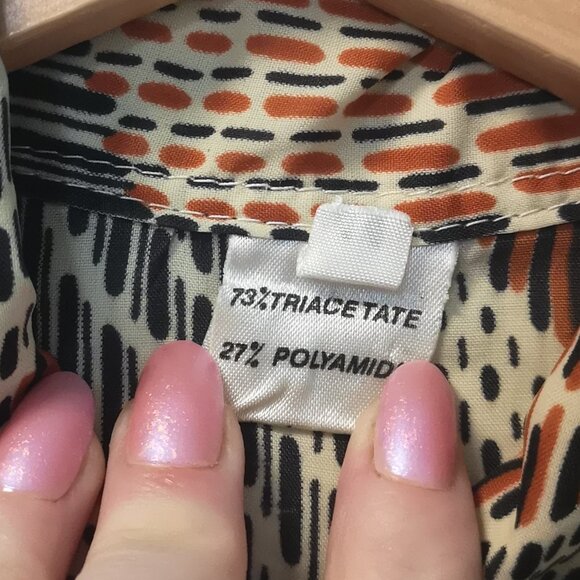 73% TRIACETATE
27% POLYAMID